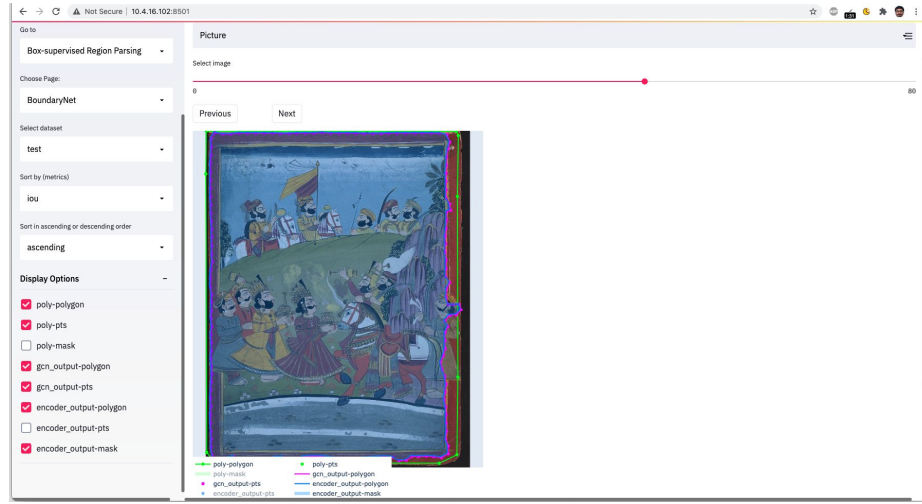 Not Secure | 10.4.16.102:8501
1:31
Go to
Box-supervised Region Parsing
Choose Page:
BoundaryNet
Select dataset
test
Sort by (metrics)
iou
Sort in ascending or descending order
ascending
Display Options
poly-polygon
poly-pts
poly-mask
gcn_output-polygon
gcn_output-pts
encoder_output-polygon
encoder_output-pts
encoder_output-mask
Picture
Select image
0 80
Previous Next
poly-polygon poly-pts
poly-mask gcn_output-polygon
gcn_output-pts encoder_output-polygon
encoder_output-pts encoder_output-mask